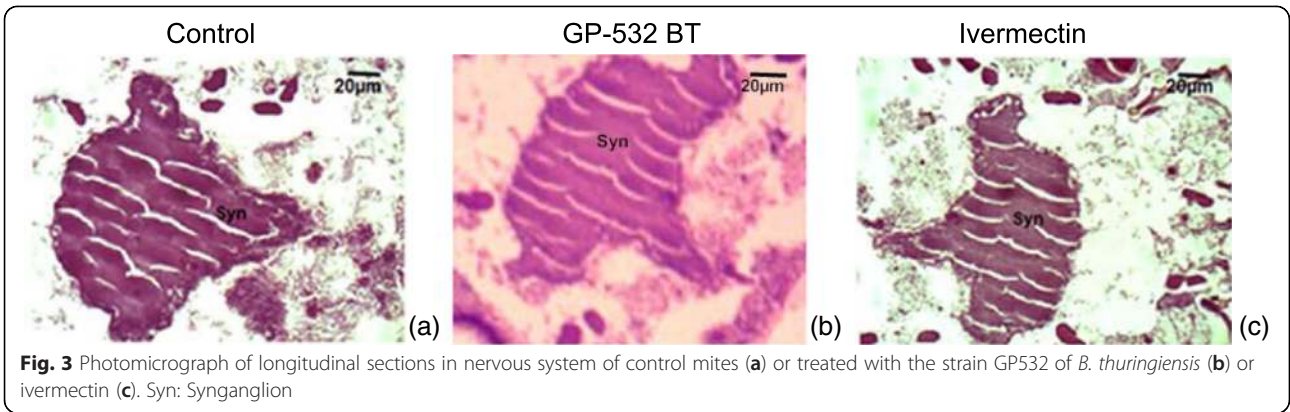 Control GP-532 BT Ivermectin
20µm 20µm 20µm
Syn
Syn Syn
(a) (b) (c)
Fig. 3 Photomicrograph of longitudinal sections in nervous system of control mites (a) or treated with the strain GP532 of B. thuringiensis (b) or
ivermectin (c). Syn: Synganglion